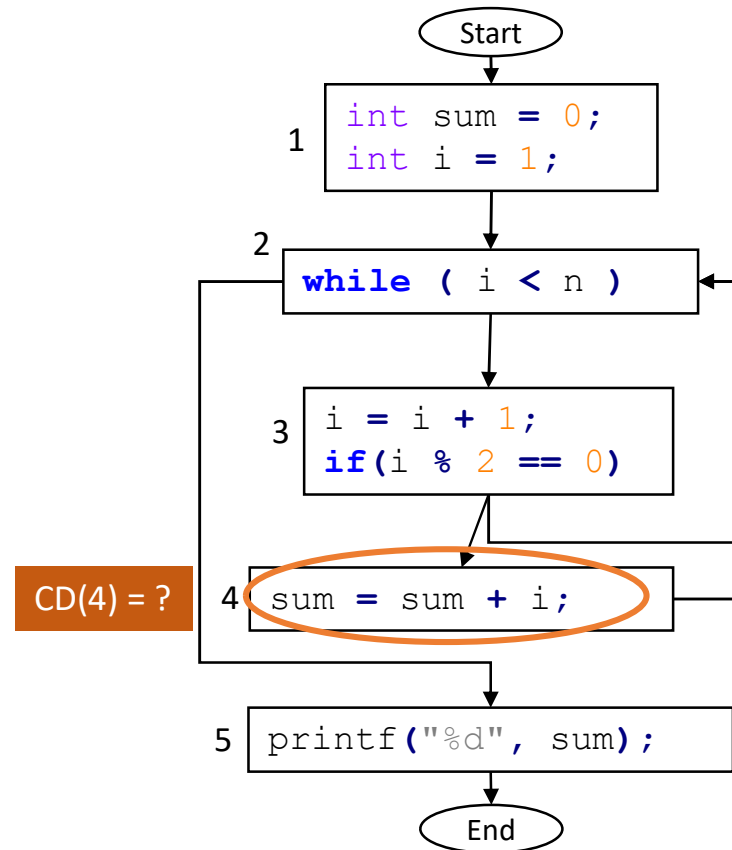 Start
1
int sum = 0;
int i = 1;
2
while ( i < n )
3
i = i + 1;
if(i % 2 == 0)
CD(4) = ?
4
sum = sum + i;
5
printf("%d", sum);
End